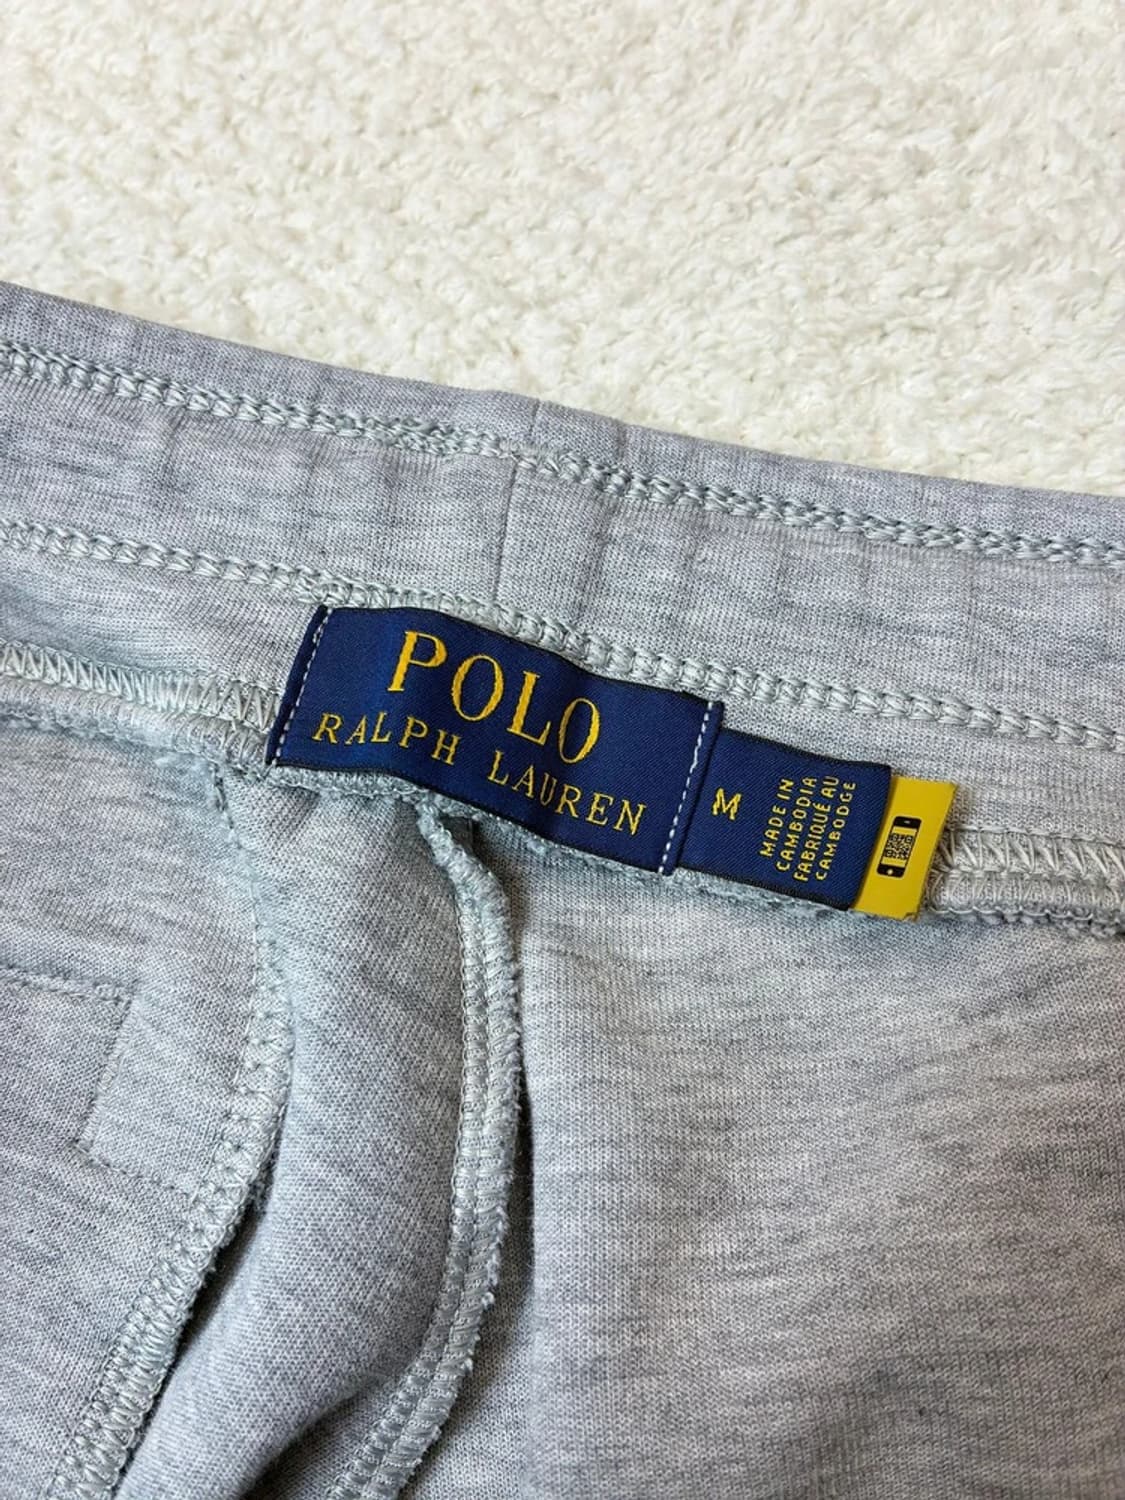 POLO
RALPH LAUREN
M
MADE IN
CAMBODIA
FABRIQUÉ AU
CAMBODGE